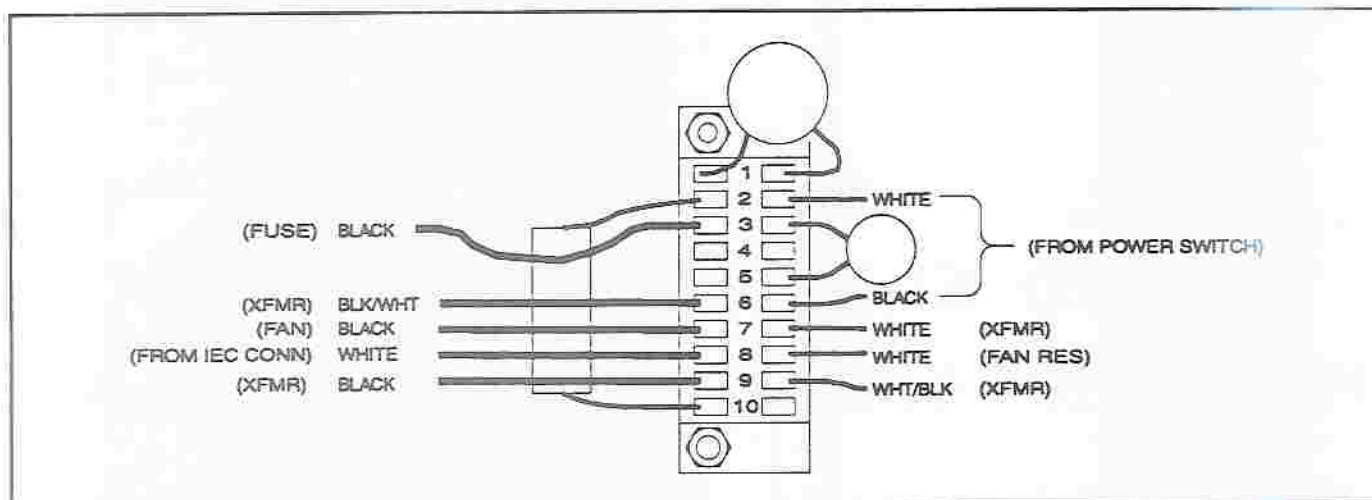 1
2 WHITE
(FUSE) BLACK 3
4 (FROM POWER SWITCH)
5
(XFMR) BLK/WHT 6 BLACK
(FAN) BLACK 7 WHITE (XFMR)
(FROM IEC CONN) WHITE 8 WHITE (FAN RES)
(XFMR) BLACK 9 WHT/BLK (XFMR)
10